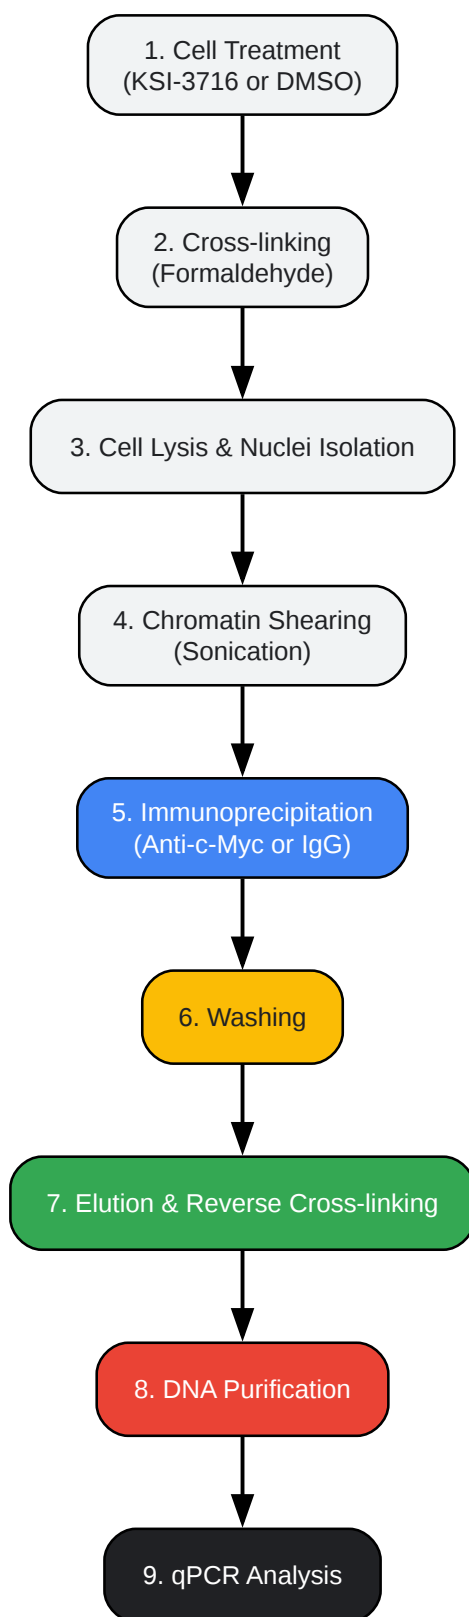 1. Cell Treatment
(KSI-3716 or DMSO)
2. Cross-linking
(Formaldehyde)
3. Cell Lysis & Nuclei Isolation
4. Chromatin Shearing
(Sonication)
5. Immunoprecipitation
(Anti-c-Myc or IgG)
6. Washing
7. Elution & Reverse Cross-linking
8. DNA Purification
9. qPCR Analysis